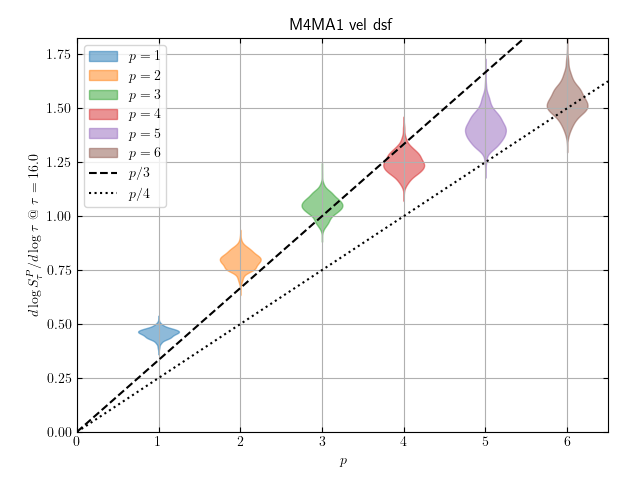 M4MA1 vel dsf
1.75
1.50
1.25
1.00
0.75
0.50
0.25
0.00
d log S_τ^P / d log τ @ τ = 16.0
p = 1
p = 2
p = 3
p = 4
p = 5
p = 6
p/3
p/4
0 1 2 3 4 5 6
p